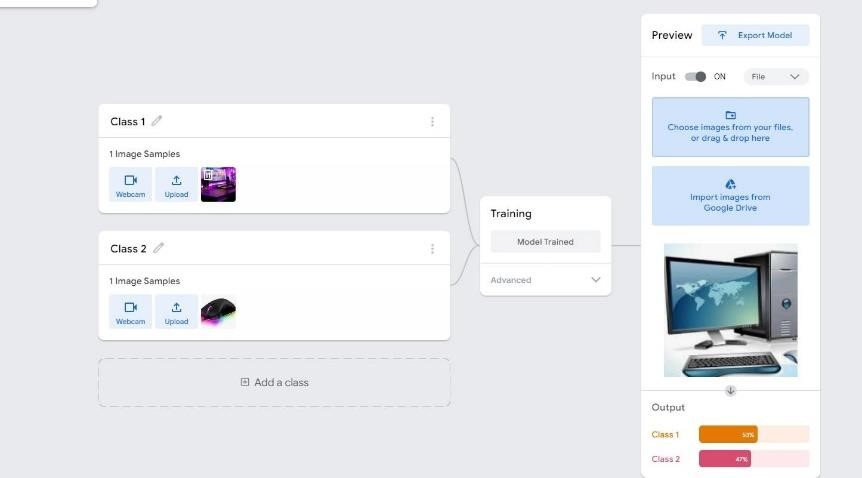 Class 1
1 Image Samples
Webcam
Upload
Class 2
1 Image Samples
Webcam
Upload
Add a class
Training
Model Trained
Advanced
Preview
Export Model
Input
ON
File
Choose images from your files,
or drag & drop here
Import images from
Google Drive
Output
Class 1
53%
Class 2
47%